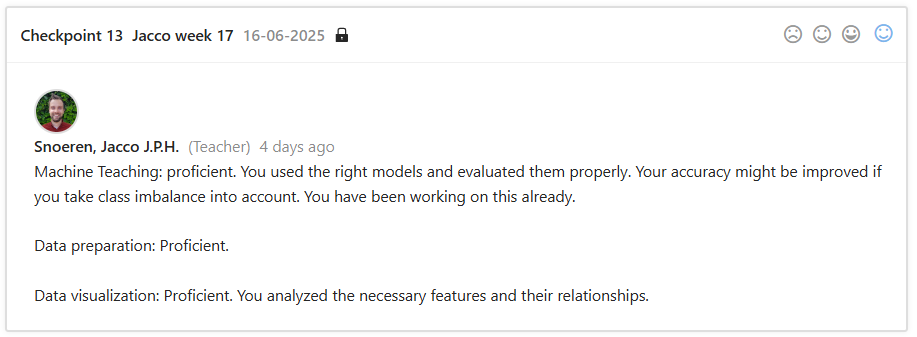 Checkpoint 13 Jacco week 17 16-06-2025
Snoeren, Jacco J.P.H. (Teacher) 4 days ago
Machine Teaching: proficient. You used the right models and evaluated them properly. Your accuracy might be improved if
you take class imbalance into account. You have been working on this already.
Data preparation: Proficient.
Data visualization: Proficient. You analyzed the necessary features and their relationships.